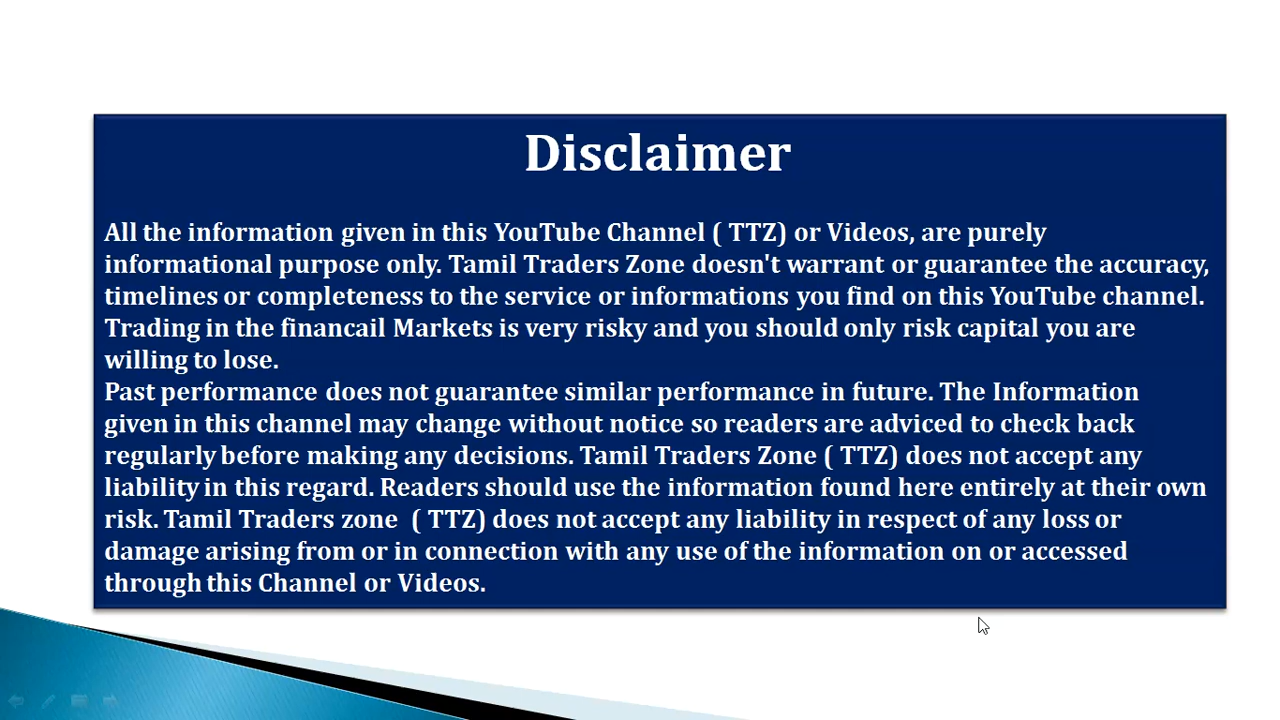 Disclaimer
All the information given in this YouTube Channel ( TTZ) or Videos, are purely
informational purpose only. Tamil Traders Zone doesn't warrant or guarantee the accuracy,
timelines or completeness to the service or informations you find on this YouTube channel.
Trading in the financail Markets is very risky and you should only risk capital you are
willing to lose.
Past performance does not guarantee similar performance in future. The Information
given in this channel may change without notice so readers are adviced to check back
regularly before making any decisions. Tamil Traders Zone ( TTZ) does not accept any
liability in this regard. Readers should use the information found here entirely at their own
risk. Tamil Traders zone  ( TTZ) does not accept any liability in respect of any loss or
damage arising from or in connection with any use of the information on or accessed
through this Channel or Videos.